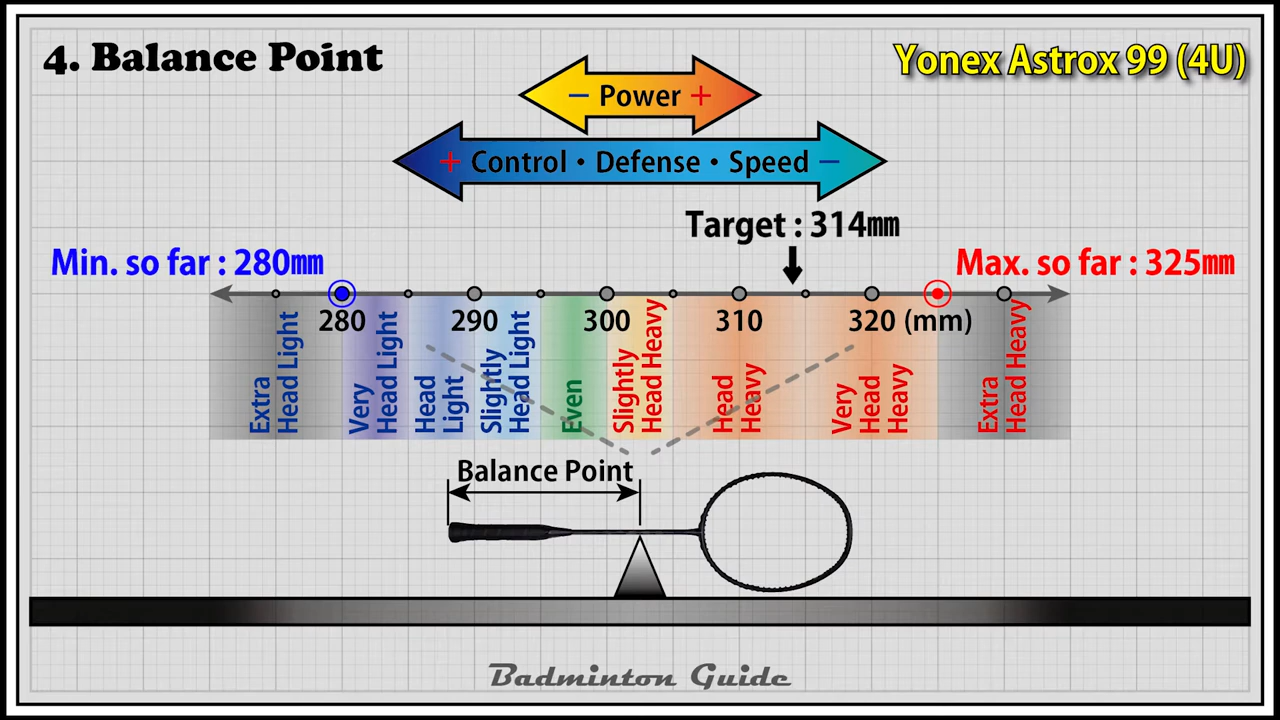 4. Balance Point
Yonex Astrox 99 (4U)
− Power +
+ Control・Defense・Speed −
Target : 314㎜
Min. so far : 280㎜
Max. so far : 325㎜
280
290
300
310
320 (mm)
Extra
Head Light
Very
Head Light
Head
Light
Slightly
Head Light
Even
Slightly
Head Heavy
Head
Heavy
Very
Head
Heavy
Extra
Head Heavy
Balance Point
Badminton Guide